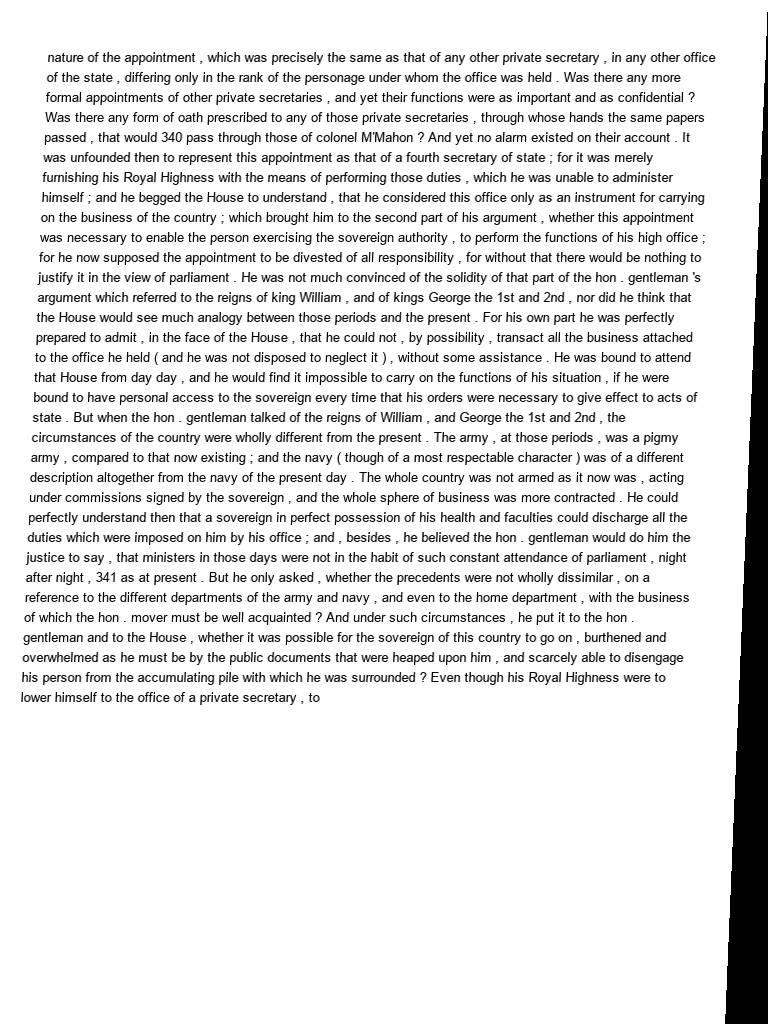 nature of the appointment , which was precisely the same as that of any other private secretary , in any other office
of the state , differing only in the rank of the personage under whom the office was held . Was there any more
formal appointments of other private secretaries , and yet their functions were as important and as confidential ?
Was there any form of oath prescribed to any of those private secretaries , through whose hands the same papers
passed , that would 340 pass through those of colonel M'Mahon ? And yet no alarm existed on their account . It
was unfounded then to represent this appointment as that of a fourth secretary of state ; for it was merely
furnishing his Royal Highness with the means of performing those duties , which he was unable to administer
himself ; and he begged the House to understand , that he considered this office only as an instrument for carrying
on the business of the country ; which brought him to the second part of his argument , whether this appointment
was necessary to enable the person exercising the sovereign authority , to perform the functions of his high office ;
for he now supposed the appointment to be divested of all responsibility , for without that there would be nothing to
justify it in the view of parliament . He was not much convinced of the solidity of that part of the hon . gentleman 's
argument which referred to the reigns of king William , and of kings George the 1st and 2nd , nor did he think that
the House would see much analogy between those periods and the present . For his own part he was perfectly
prepared to admit , in the face of the House , that he could not , by possibility , transact all the business attached
to the office he held ( and he was not disposed to neglect it ) , without some assistance . He was bound to attend
that House from day day , and he would find it impossible to carry on the functions of his situation , if he were
bound to have personal access to the sovereign every time that his orders were necessary to give effect to acts of
state . But when the hon . gentleman talked of the reigns of William , and George the 1st and 2nd , the
circumstances of the country were wholly different from the present . The army , at those periods , was a pigmy
army , compared to that now existing ; and the navy ( though of a most respectable character ) was of a different
description altogether from the navy of the present day . The whole country was not armed as it now was , acting
under commissions signed by the sovereign , and the whole sphere of business was more contracted . He could
perfectly understand then that a sovereign in perfect possession of his health and faculties could discharge all the
duties which were imposed on him by his office ; and , besides , he believed the hon . gentleman would do him the
justice to say , that ministers in those days were not in the habit of such constant attendance of parliament , night
after night , 341 as at present . But he only asked , whether the precedents were not wholly dissimilar , on a
reference to the different departments of the army and navy , and even to the home department , with the business
of which the hon . mover must be well acquainted ? And under such circumstances , he put it to the hon .
gentleman and to the House , whether it was possible for the sovereign of this country to go on , burthened and
overwhelmed as he must be by the public documents that were heaped upon him , and scarcely able to disengage
his person from the accumulating pile with which he was surrounded ? Even though his Royal Highness were to
lower himself to the office of a private secretary , to